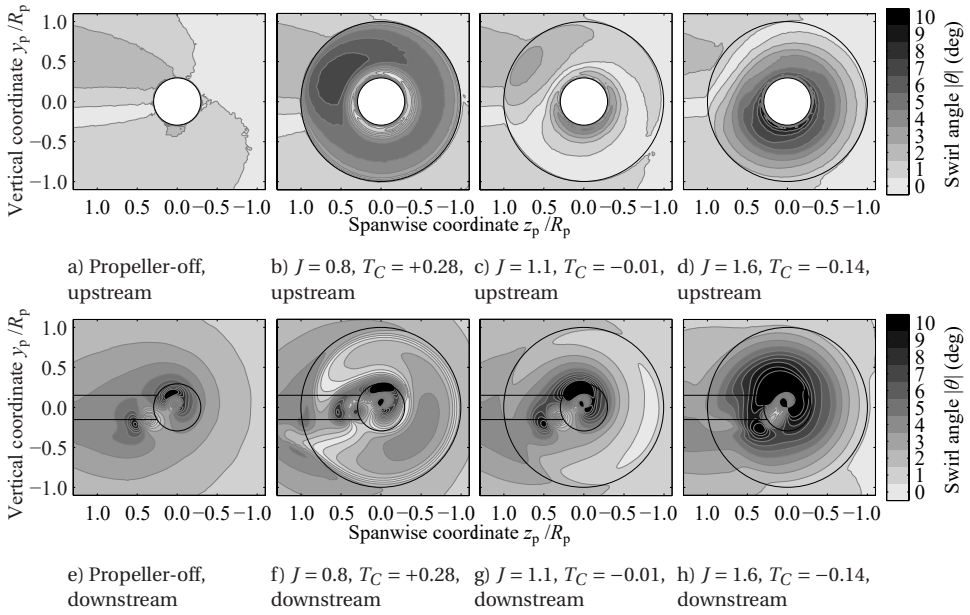 Vertical coordinate y_p/R_p
1.0
0.5
0.0
−0.5
−1.0
1.0 0.5 0.0−0.5−1.0 1.0 0.5 0.0−0.5−1.0 1.0 0.5 0.0−0.5−1.0 1.0 0.5 0.0−0.5−1.0
Spanwise coordinate z_p/R_p Spanwise coordinate z_p/R_p
10
9
8
7
6
5
4
3
2
1
0
Swirl angle |θ| (deg)
a) Propeller-off, b) J = 0.8, T_C = +0.28, c) J = 1.1, T_C = −0.01, d) J = 1.6, T_C = −0.14,
upstream upstream upstream upstream
Vertical coordinate y_p/R_p
1.0
0.5
0.0
−0.5
−1.0
1.0 0.5 0.0−0.5−1.0 1.0 0.5 0.0−0.5−1.0 1.0 0.5 0.0−0.5−1.0 1.0 0.5 0.0−0.5−1.0
Spanwise coordinate z_p/R_p
10
9
8
7
6
5
4
3
2
1
0
Swirl angle |θ| (deg)
e) Propeller-off, f) J = 0.8, T_C = +0.28, g) J = 1.1, T_C = −0.01, h) J = 1.6, T_C = −0.14,
downstream downstream downstream downstream